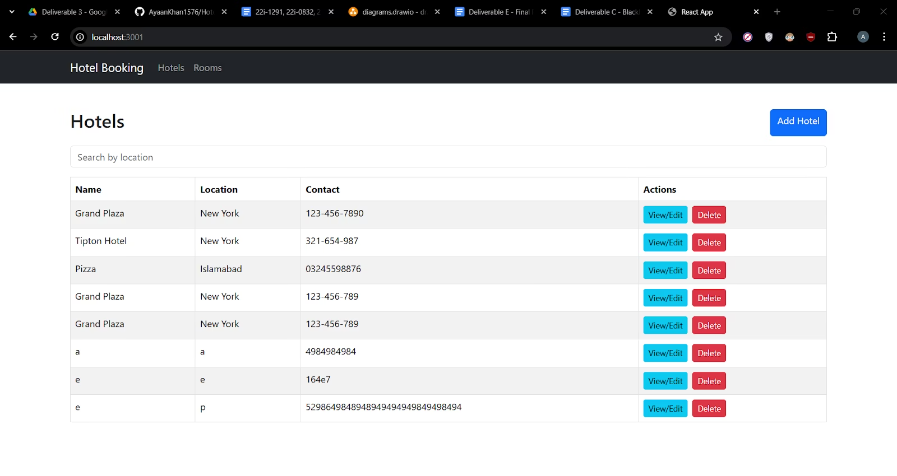 Deliverable 3 - Goog
AyaanKhan1576/Hot
22i-1291, 22i-0832, 2
diagrams.drawio - d
Deliverable E - Final
Deliverable C - Black
React App
localhost:3001
A
Hotel Booking Hotels Rooms
Hotels
Add Hotel
Search by location
Name Location Contact Actions
Grand Plaza New York 123-456-7890 View/Edit Delete
Tipton Hotel New York 321-654-987 View/Edit Delete
Pizza Islamabad 03245598876 View/Edit Delete
Grand Plaza New York 123-456-789 View/Edit Delete
Grand Plaza New York 123-456-789 View/Edit Delete
a a 4984984984 View/Edit Delete
e e 164e7 View/Edit Delete
e p View/Edit Delete